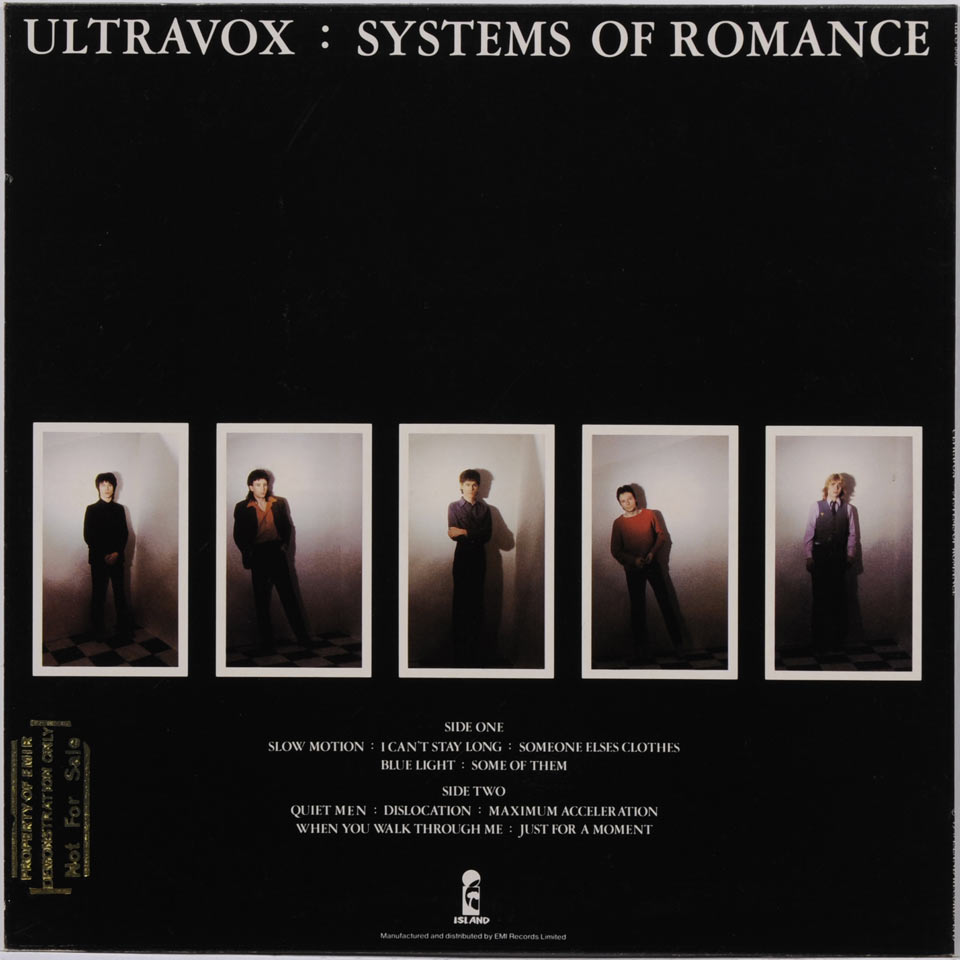 ULTRAVOX : SYSTEMS OF ROMANCE
SIDE ONE
SLOW MOTION : I CAN'T STAY LONG : SOMEONE ELSES CLOTHES
BLUE LIGHT : SOME OF THEM
SIDE TWO
QUIET MEN : DISLOCATION : MAXIMUM ACCELERATION
WHEN YOU WALK THROUGH ME : JUST FOR A MOMENT
ISLAND
Manufactured and distributed by EMI Records Limited
PROPERTY OF EMIR
DEMONSTRATION ONLY
Not For Sale